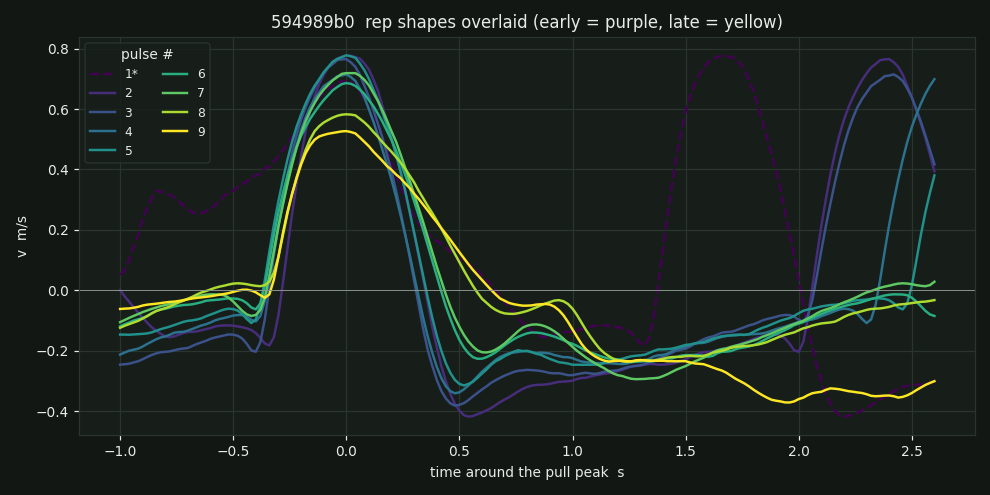 594989b0  rep shapes overlaid (early = purple, late = yellow)
pulse #
1* 6
2 7
3 8
4 9
5
0.8
0.6
0.4
0.2
0.0
−0.2
−0.4
v  m/s
−1.0 −0.5 0.0 0.5 1.0 1.5 2.0 2.5
time around the pull peak  s